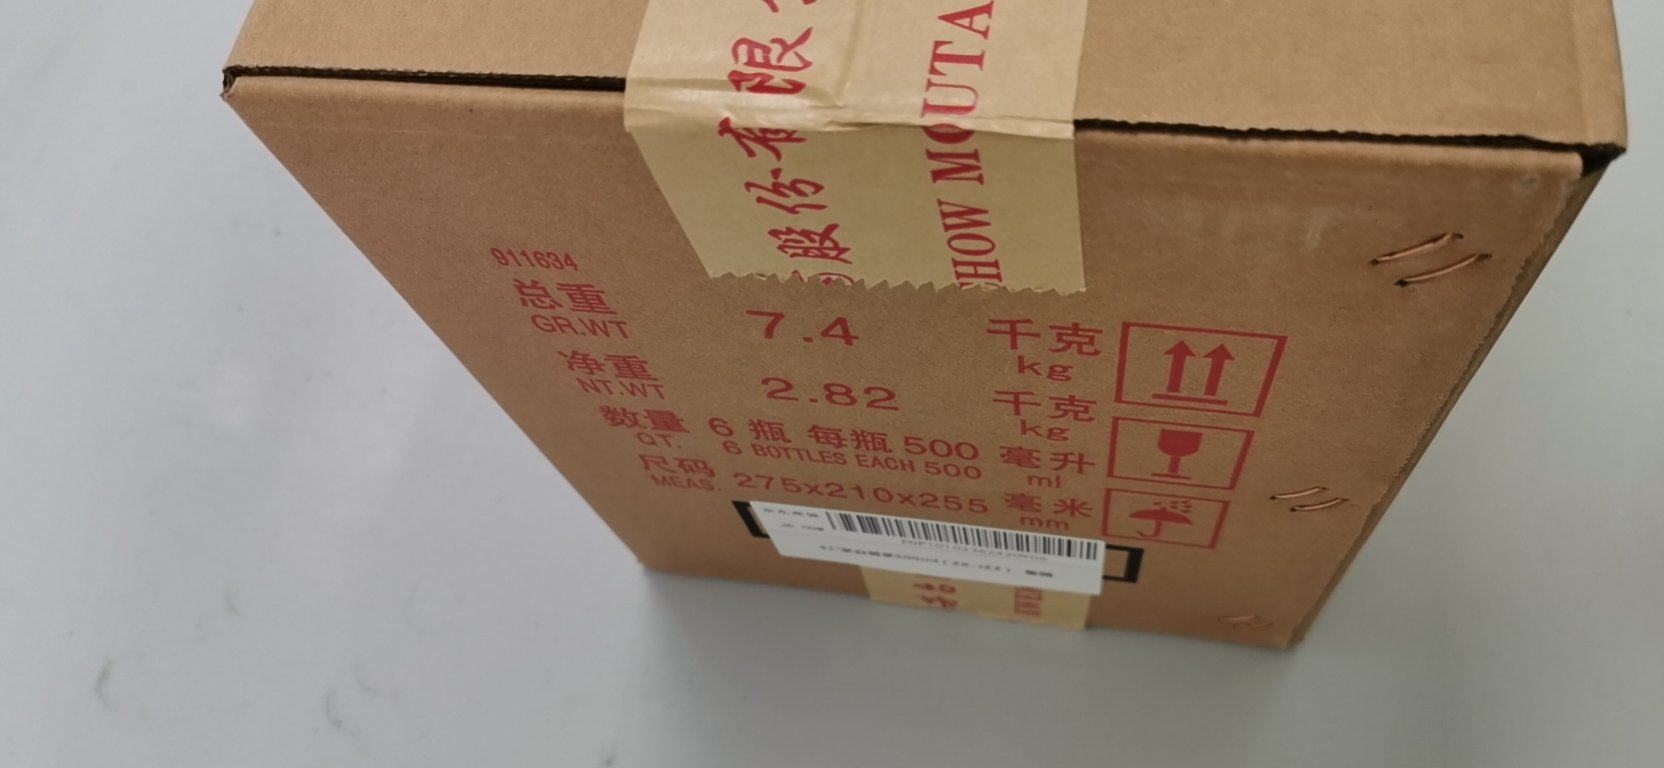 股份有限
CHOW MOUTA
911634
总重 7.4 千克
GR.WT kg
净重 2.82 千克
NT.WT kg
数量 6 瓶 每瓶 500 毫升
QT. 6 BOTTLES EACH 500 ml
尺码 275x210x255 毫米
MEAS. mm